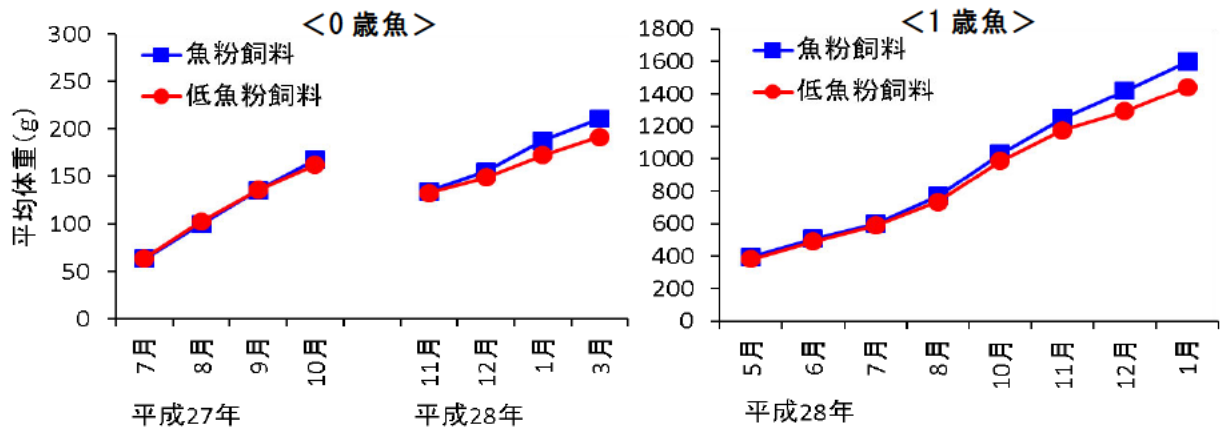 <0歳魚>
300
250
200
150
100
50
0
平均体重(g)
魚粉飼料
低魚粉飼料
7月
8月
9月
10月
11月
12月
1月
3月
平成27年
平成28年
<1歳魚>
1800
1600
1400
1200
1000
800
600
400
200
0
魚粉飼料
低魚粉飼料
5月
6月
7月
8月
10月
11月
12月
1月
平成28年